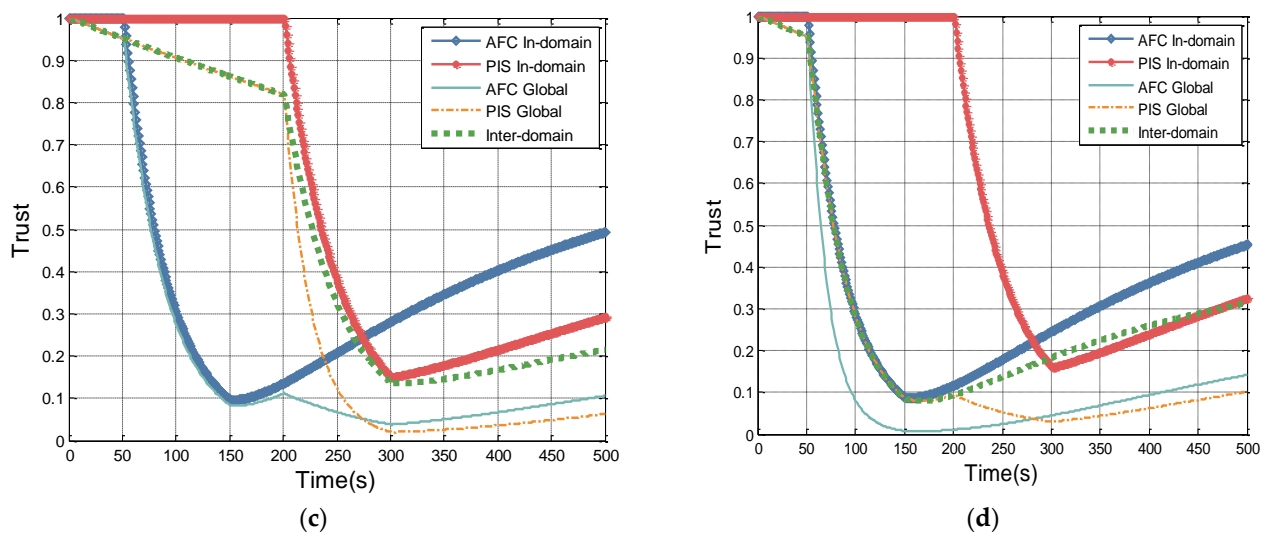 1
0.9
0.8
0.7
0.6
0.5
0.4
0.3
0.2
0.1
0
Trust
0 50 100 150 200 250 300 350 400 450 500
Time(s)
AFC In-domain
PIS In-domain
AFC Global
PIS Global
Inter-domain
(c)
1
0.9
0.8
0.7
0.6
0.5
0.4
0.3
0.2
0.1
0
Trust
0 50 100 150 200 250 300 350 400 450 500
Time(s)
AFC In-domain
PIS In-domain
AFC Global
PIS Global
Inter-domain
(d)